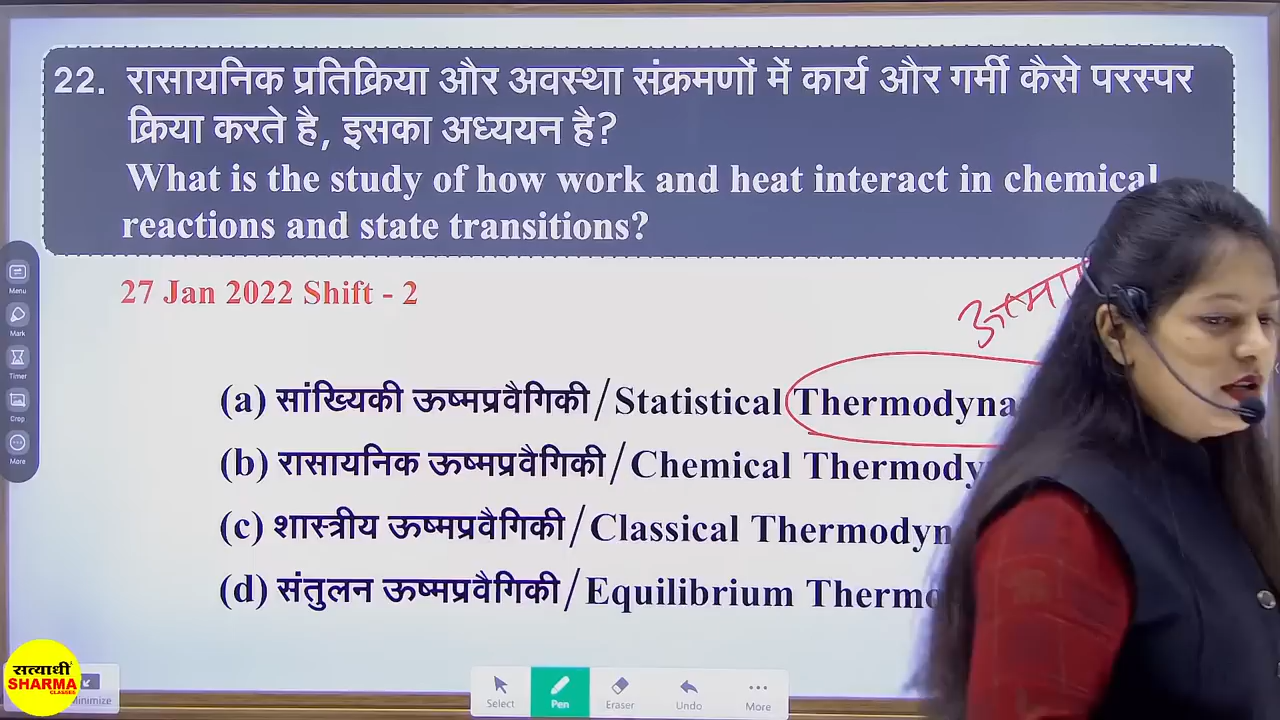 22. रासायनिक प्रतिक्रिया और अवस्था संक्रमणों में कार्य और गर्मी कैसे परस्पर
क्रिया करते है, इसका अध्ययन है?
What is the study of how work and heat interact in chemical
reactions and state transitions?
27 Jan 2022 Shift - 2
(a) सांख्यिकी ऊष्मप्रवैगिकी/Statistical Thermodyna
(b) रासायनिक ऊष्मप्रवैगिकी/Chemical Thermody
(c) शास्त्रीय ऊष्मप्रवैगिकी/Classical Thermodyn
(d) संतुलन ऊष्मप्रवैगिकी/Equilibrium Thermo
Menu
Mark
Timer
Crop
More
सत्यार्थी
SHARMA
CLASSES
Minimize
Select
Pen
Eraser
Undo
More